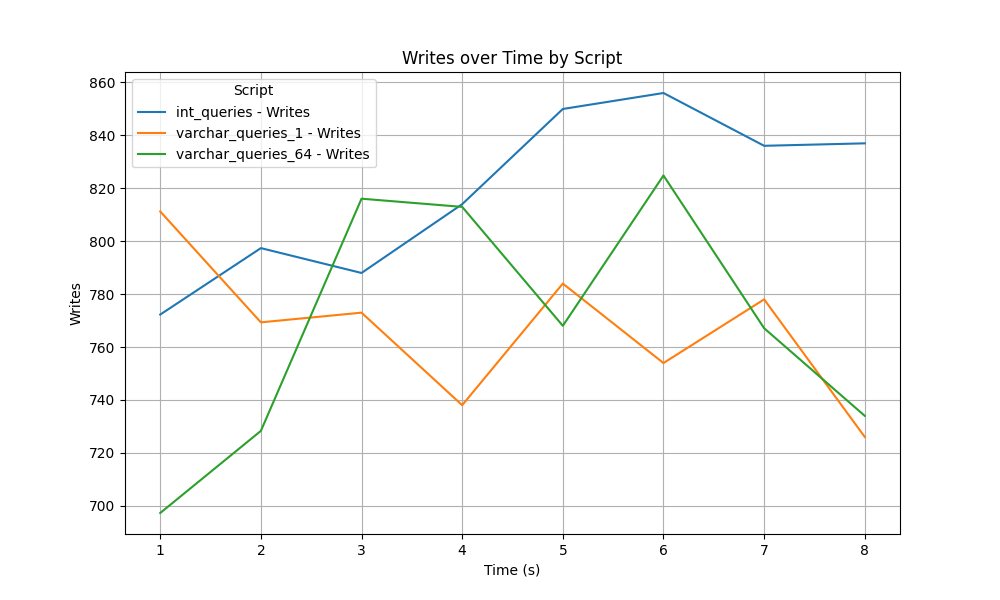 Writes over Time by Script
Script
int_queries - Writes
varchar_queries_1 - Writes
varchar_queries_64 - Writes
Writes
860
840
820
800
780
760
740
720
700
1 2 3 4 5 6 7 8
Time (s)